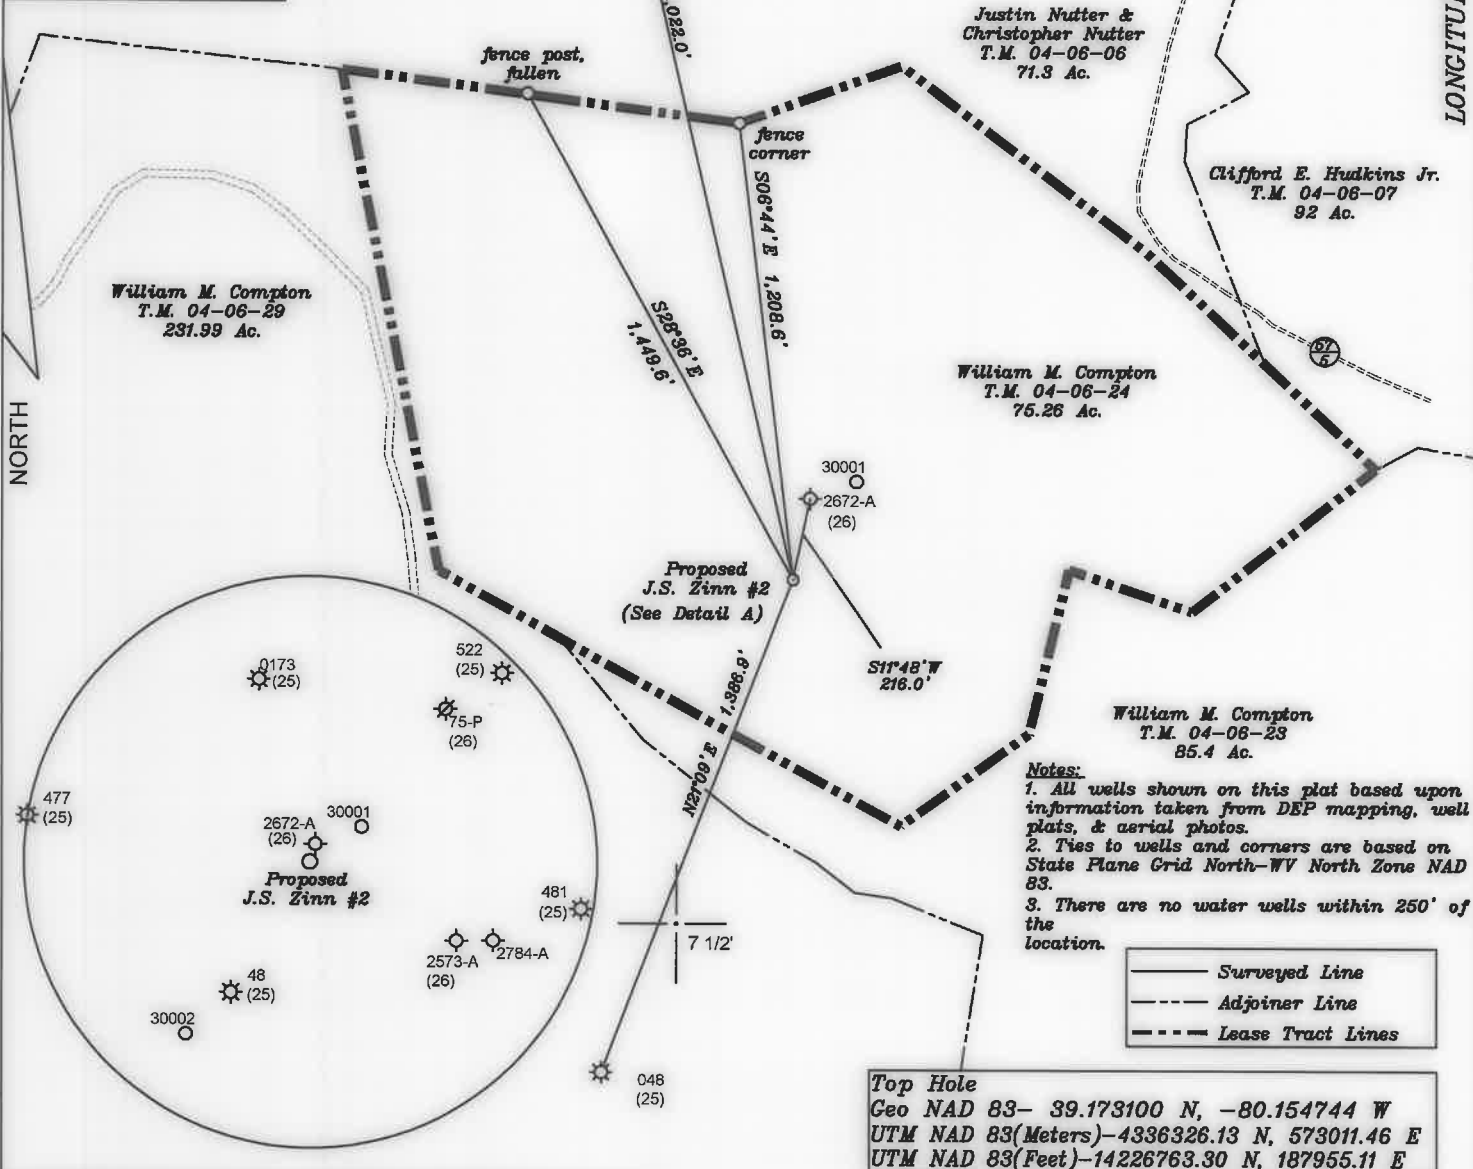 Justin Nutter &
Christopher Nutter
T.M. 04-06-06
71.3 Ac.
fence post,
fallen
fence
corner
Clifford E. Hudkins Jr.
T.M. 04-06-07
92 Ac.
S06°44'E 1,208.6'
William M. Compton
T.M. 04-06-29
231.99 Ac.
S28°36'E
1,449.6'
William M. Compton
T.M. 04-06-24
75.26 Ac.
57
5
NORTH
30001
2672-A
(26)
Proposed
J.S. Zinn #2
(See Detail A)
S11°48'W
216.0'
N21°09'E 1,386.9'
William M. Compton
T.M. 04-06-23
85.4 Ac.
0173
(25)
522
(25)
75-P
(26)
477
(25)
2672-A
(26)
30001
Proposed
J.S. Zinn #2
481
(25)
2573-A
(26)
2784-A
48
(25)
30002
7 1/2'
048
(25)
Notes:
1. All wells shown on this plat based upon
information taken from DEP mapping, well
plats, & aerial photos.
2. Ties to wells and corners are based on
State Plane Grid North-WV North Zone NAD
83.
3. There are no water wells within 250' of
the
location.
Surveyed Line
Adjoiner Line
Lease Tract Lines
Top Hole
Geo NAD 83- 39.173100 N, -80.154744 W
UTM NAD 83(Meters)-4336326.13 N, 573011.46 E
UTM NAD 83(Feet)-14226763.30 N, 187955.11 E